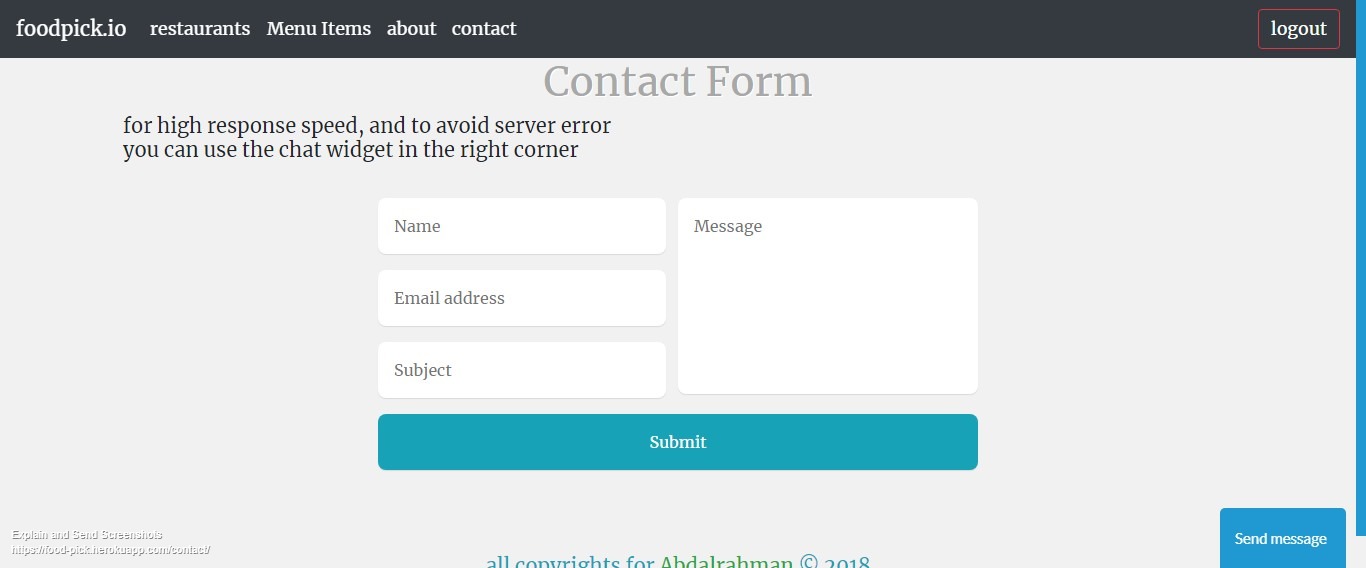 foodpick.io restaurants Menu Items about contact logout
Contact Form
for high response speed, and to avoid server error
you can use the chat widget in the right corner
Name
Message
Email address
Subject
Submit
Explain and Send Screenshots
https://food-pick.herokuapp.com/contact/
Send message
all copyrights for Abdalrahman © 2018